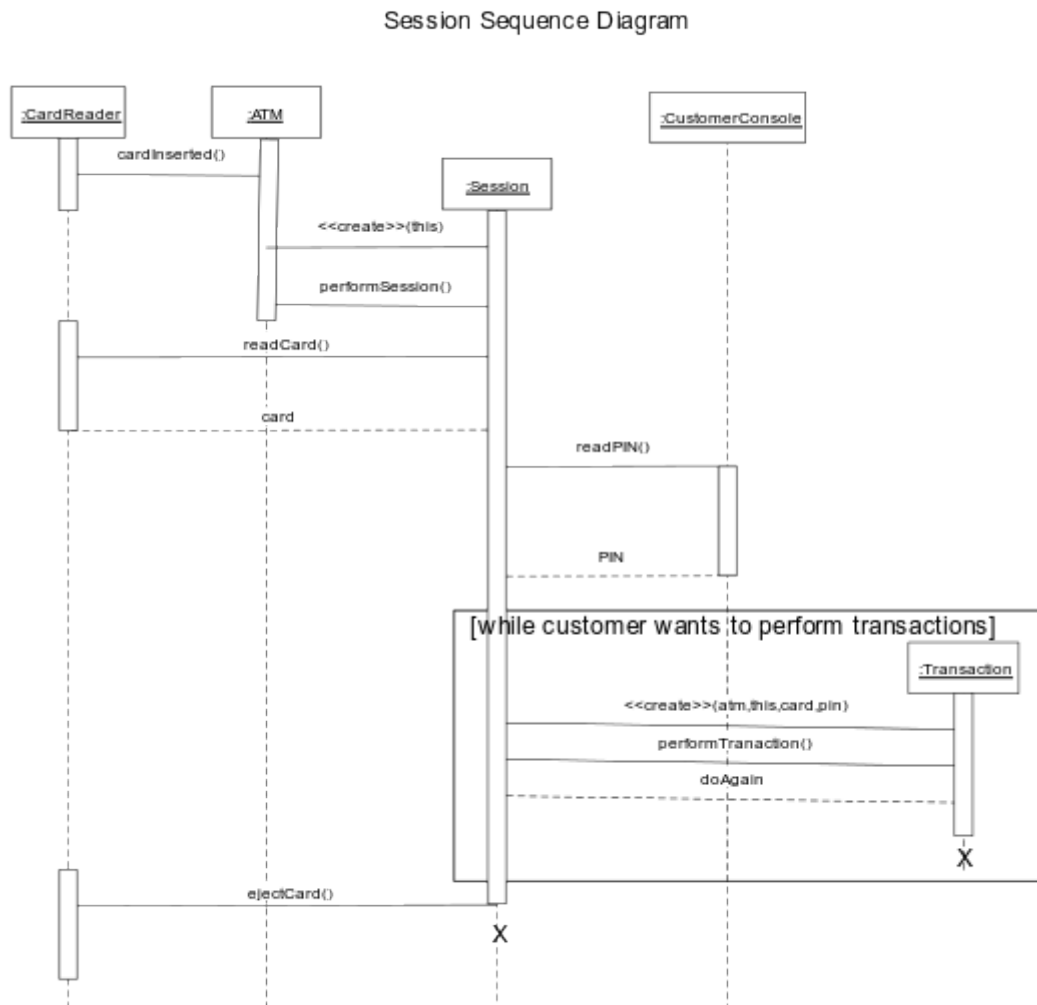 Session Sequence Diagram
:CardReader
:ATM
:CustomerConsole
cardInserted()
:Session
<<create>>(this)
performSession()
readCard()
card
readPIN()
PIN
[while customer wants to perform transactions]
:Transaction
<<create>>(atm,this,card,pin)
performTranaction()
doAgain
X
ejectCard()
X